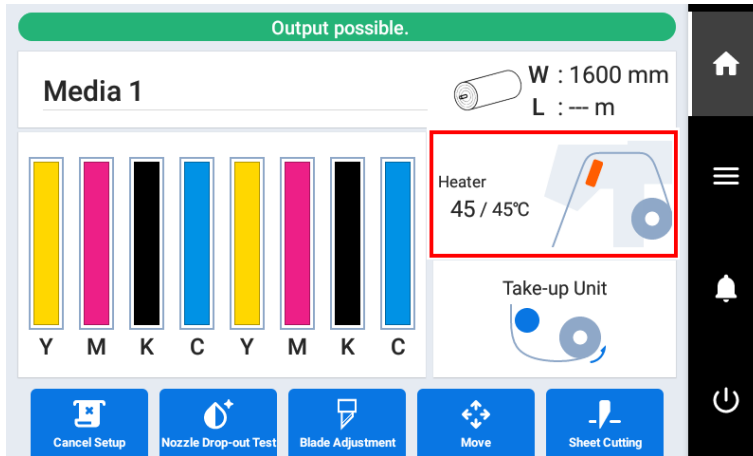 Output possible.
Media 1
W : 1600 mm
L : --- m
Heater
45 / 45℃
Take-up Unit
Y M K C Y M K C
Cancel Setup
Nozzle Drop-out Test
Blade Adjustment
Move
Sheet Cutting